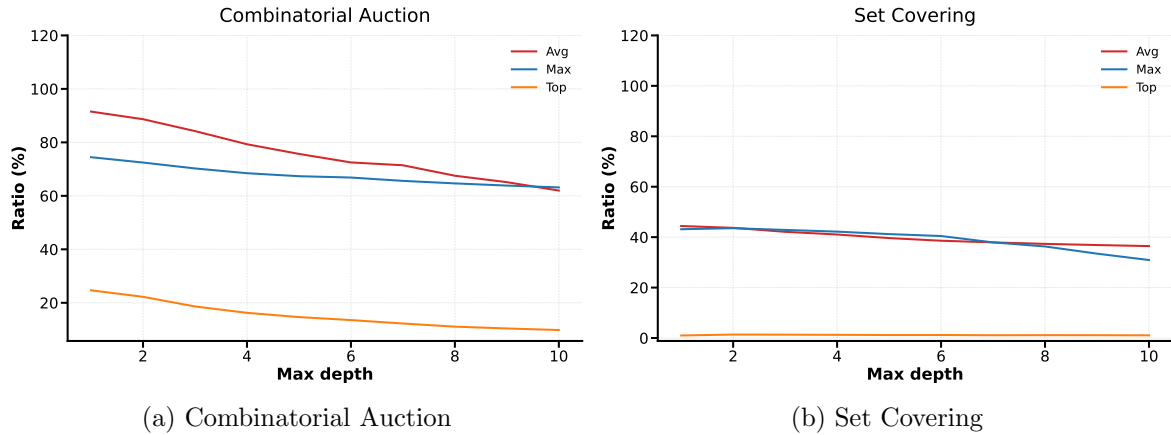 Combinatorial Auction
120
100
80
60
40
20
Ratio (%)
Avg
Max
Top
2
4
6
8
10
Max depth
(a) Combinatorial Auction
Set Covering
120
100
80
60
40
20
0
Ratio (%)
Avg
Max
Top
2
4
6
8
10
Max depth
(b) Set Covering